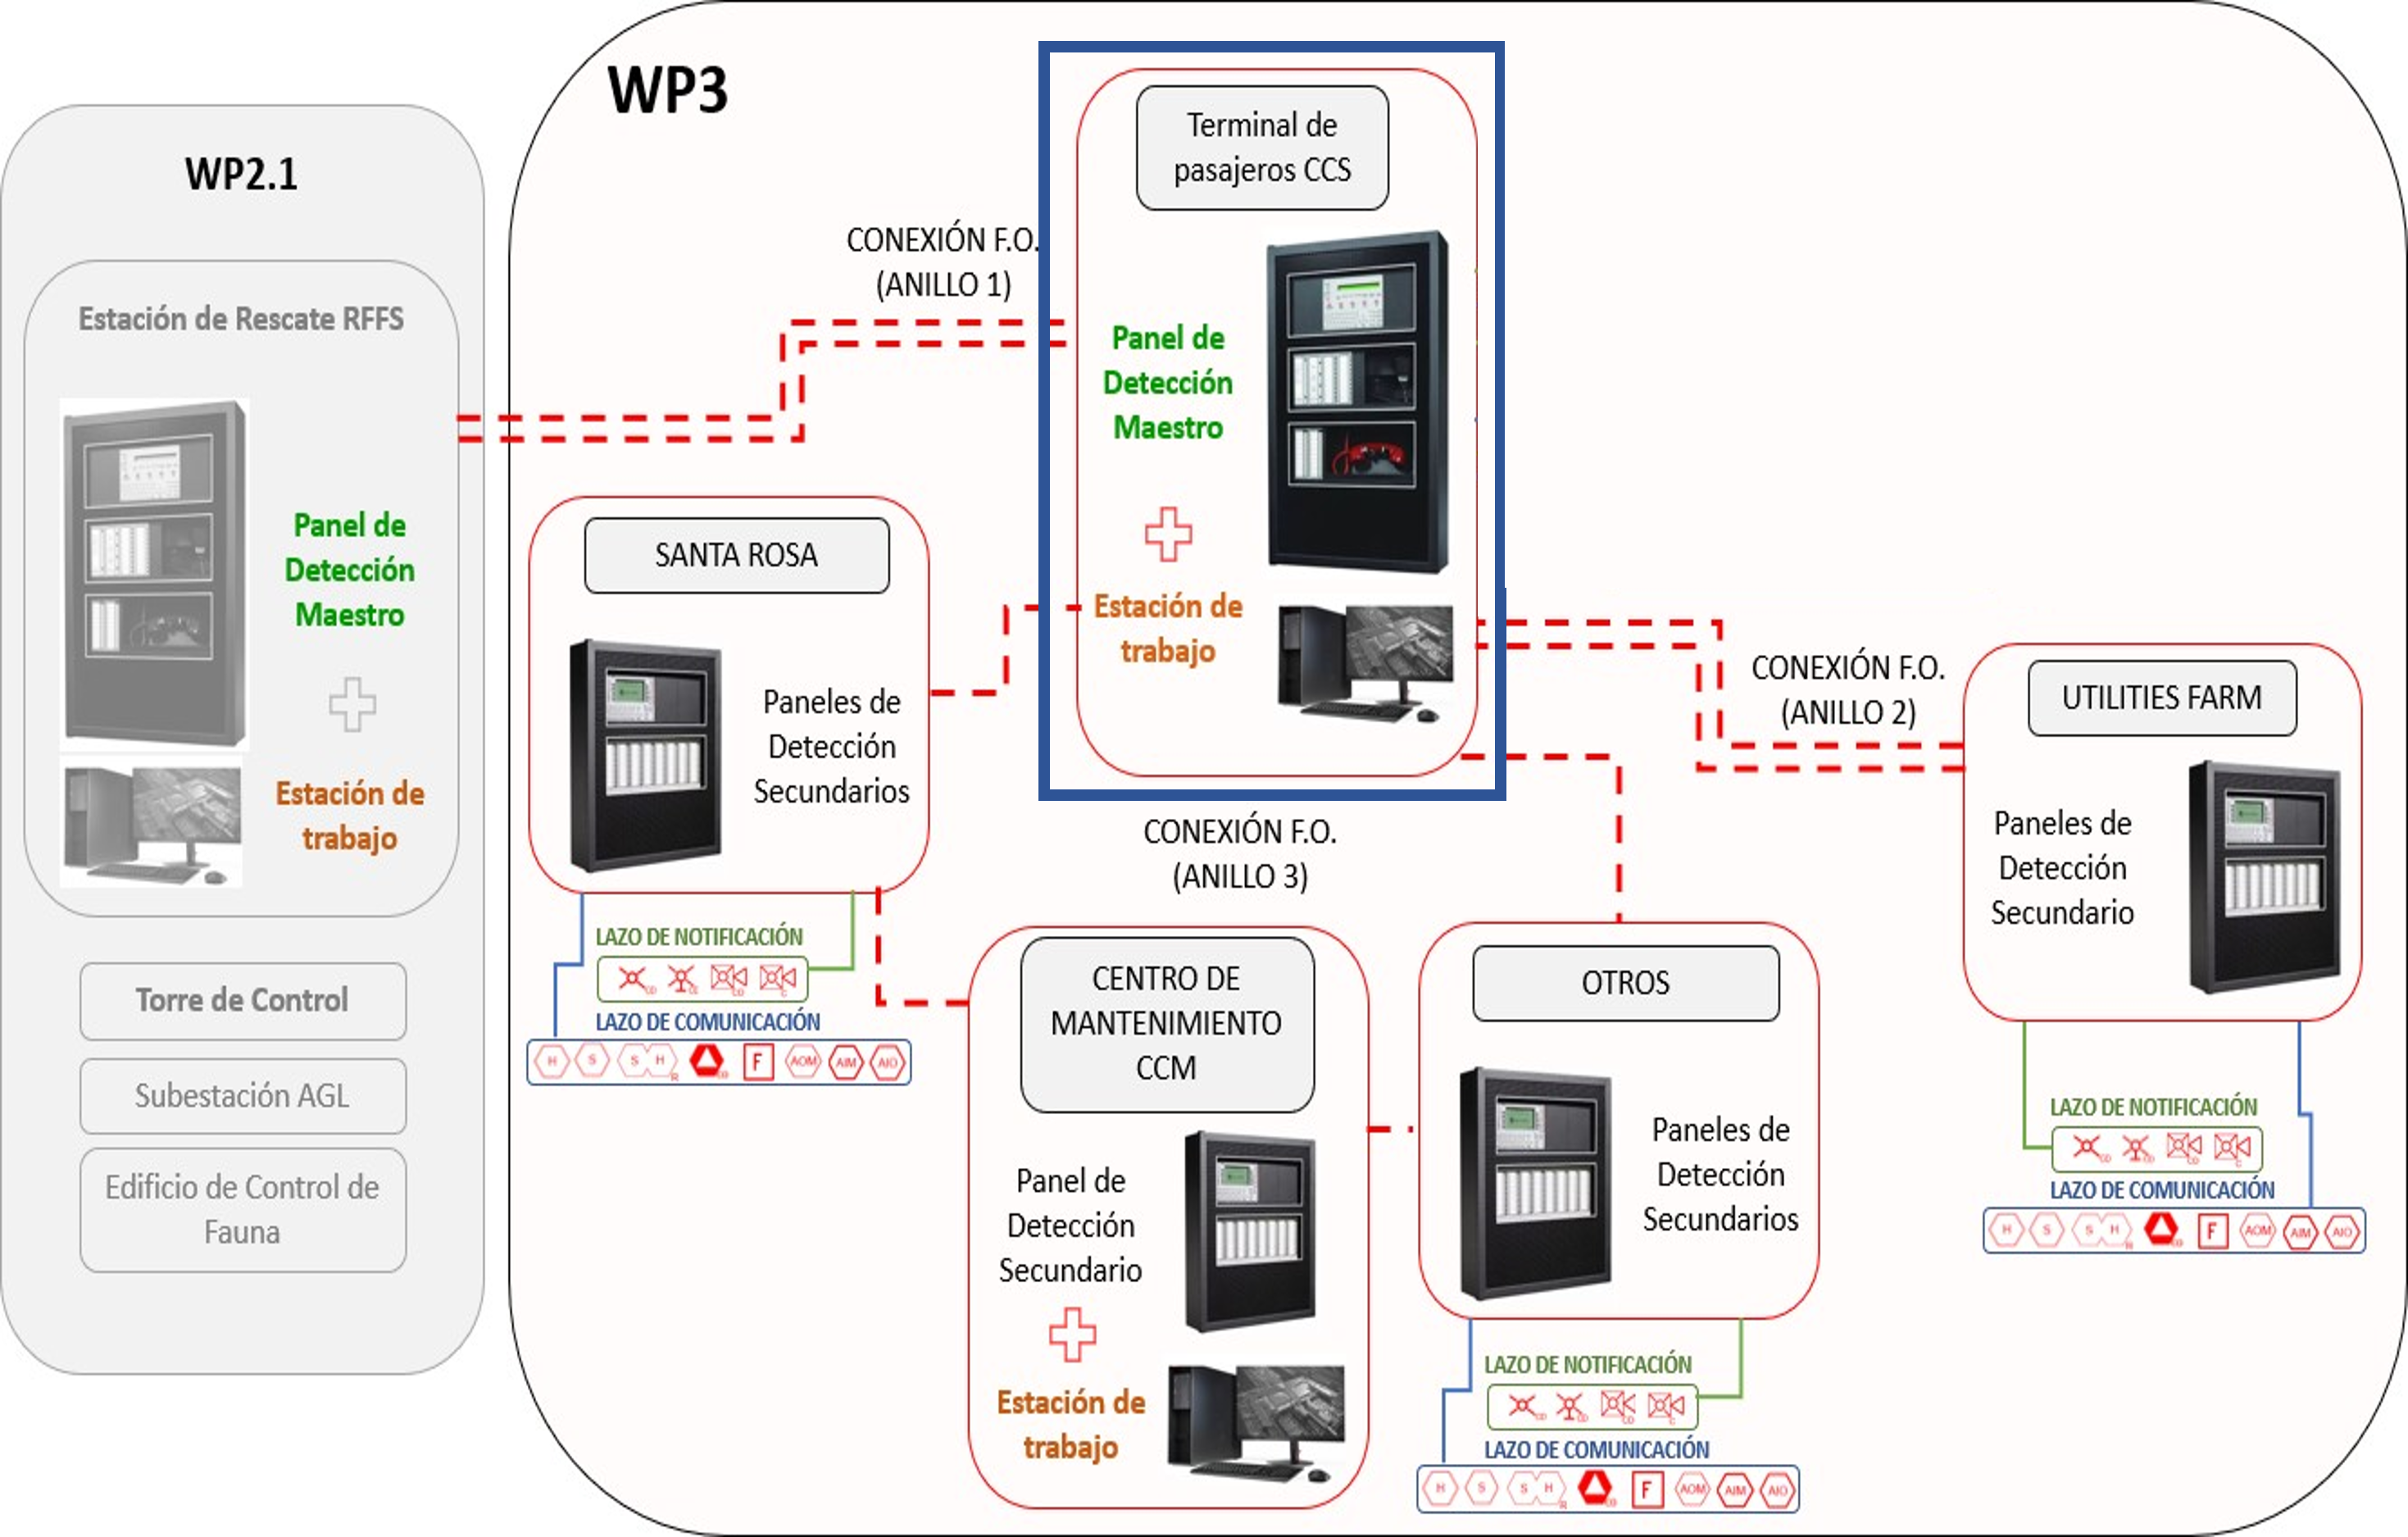 WP2.1
Estación de Rescate RFFS
Panel de
Detección
Maestro
Estación de
trabajo
Torre de Control
Subestación AGL
Edificio de Control de
Fauna
WP3
CONEXIÓN F.O.
(ANILLO 1)
Terminal de
pasajeros CCS
Panel de
Detección
Maestro
Estación de
trabajo
SANTA ROSA
Paneles de
Detección
Secundarios
LAZO DE NOTIFICACIÓN
LAZO DE COMUNICACIÓN
H S S H R F AOM AIM AIO
CONEXIÓN F.O.
(ANILLO 2)
UTILITIES FARM
Paneles de
Detección
Secundario
LAZO DE NOTIFICACIÓN
LAZO DE COMUNICACIÓN
H S S H R F AOM AIM AIO
CONEXIÓN F.O.
(ANILLO 3)
CENTRO DE
MANTENIMIENTO
CCM
Panel de
Detección
Secundario
Estación de
trabajo
OTROS
Paneles de
Detección
Secundarios
LAZO DE NOTIFICACIÓN
LAZO DE COMUNICACIÓN
H S S H R F AOM AIM AIO